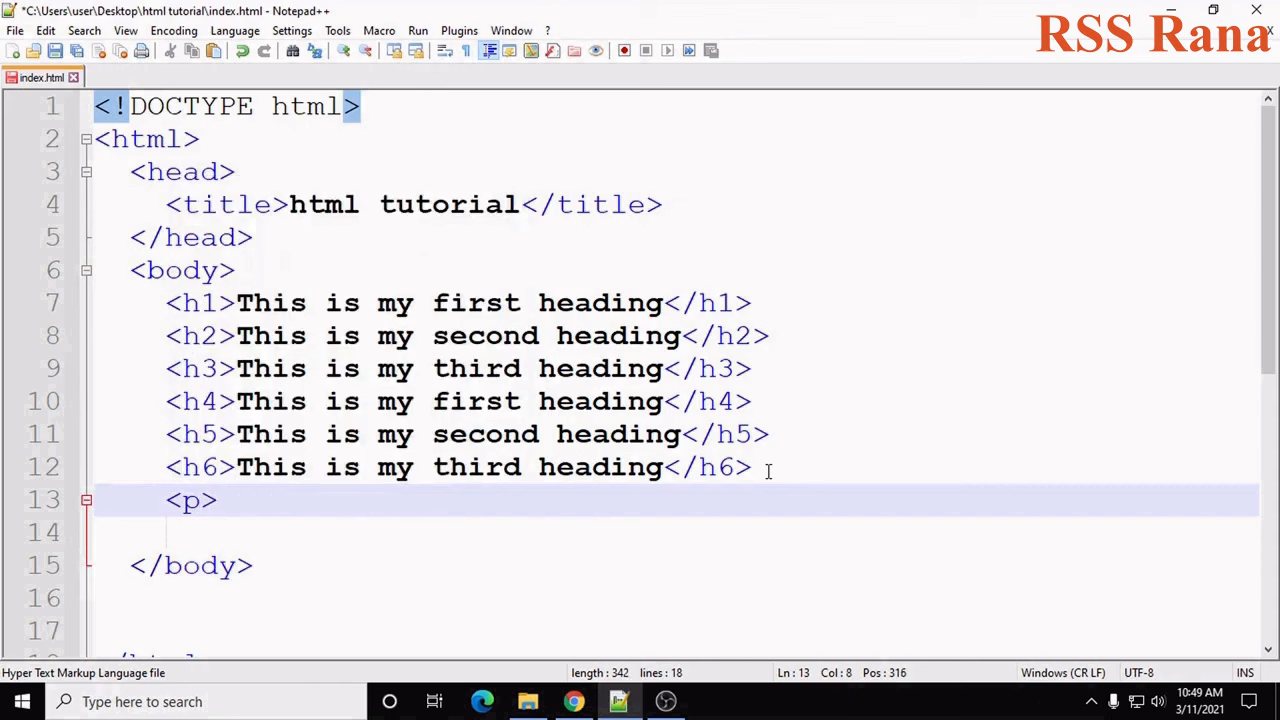 *C:\Users\user\Desktop\html tutorial\index.html - Notepad++
File Edit Search View Encoding Language Settings Tools Macro Run Plugins Window ?
RSS Rana
index.html
1 <!DOCTYPE html>
2 <html>
3 <head>
4 <title>html tutorial</title>
5 </head>
6 <body>
7 <h1>This is my first heading</h1>
8 <h2>This is my second heading</h2>
9 <h3>This is my third heading</h3>
10 <h4>This is my first heading</h4>
11 <h5>This is my second heading</h5>
12 <h6>This is my third heading</h6>
13 <p>
14
15 </body>
16
17
Hyper Text Markup Language file length : 342 lines : 18 Ln : 13 Col : 8 Pos : 316 Windows (CR LF) UTF-8 INS
Type here to search
10:49 AM
3/11/2021